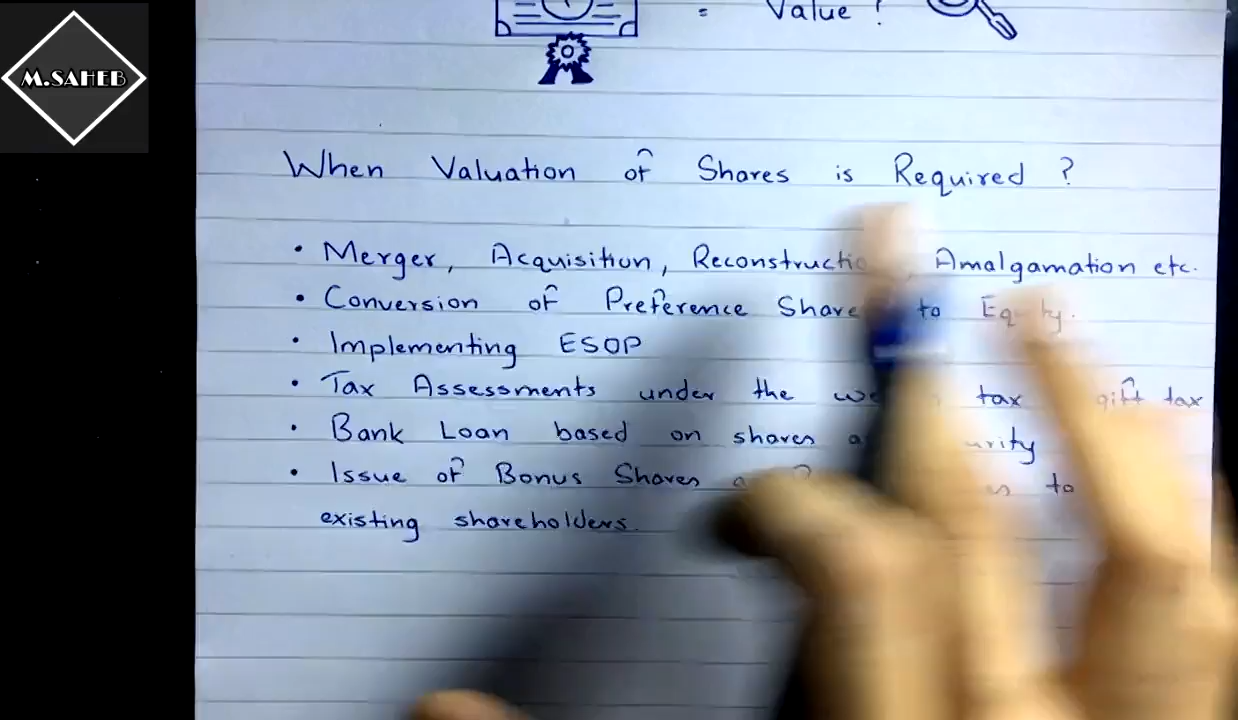 M.SAHEB
= Value ?
When Valuation of Shares is Required ?
• Merger, Acquisition, Reconstruction, Amalgamation etc.
• Conversion of Preference Share to Equity.
• Implementing ESOP
• Tax Assessments under the tax gift tax
• Bank Loan based on shares
• Issue of Bonus Shares to
existing shareholders.